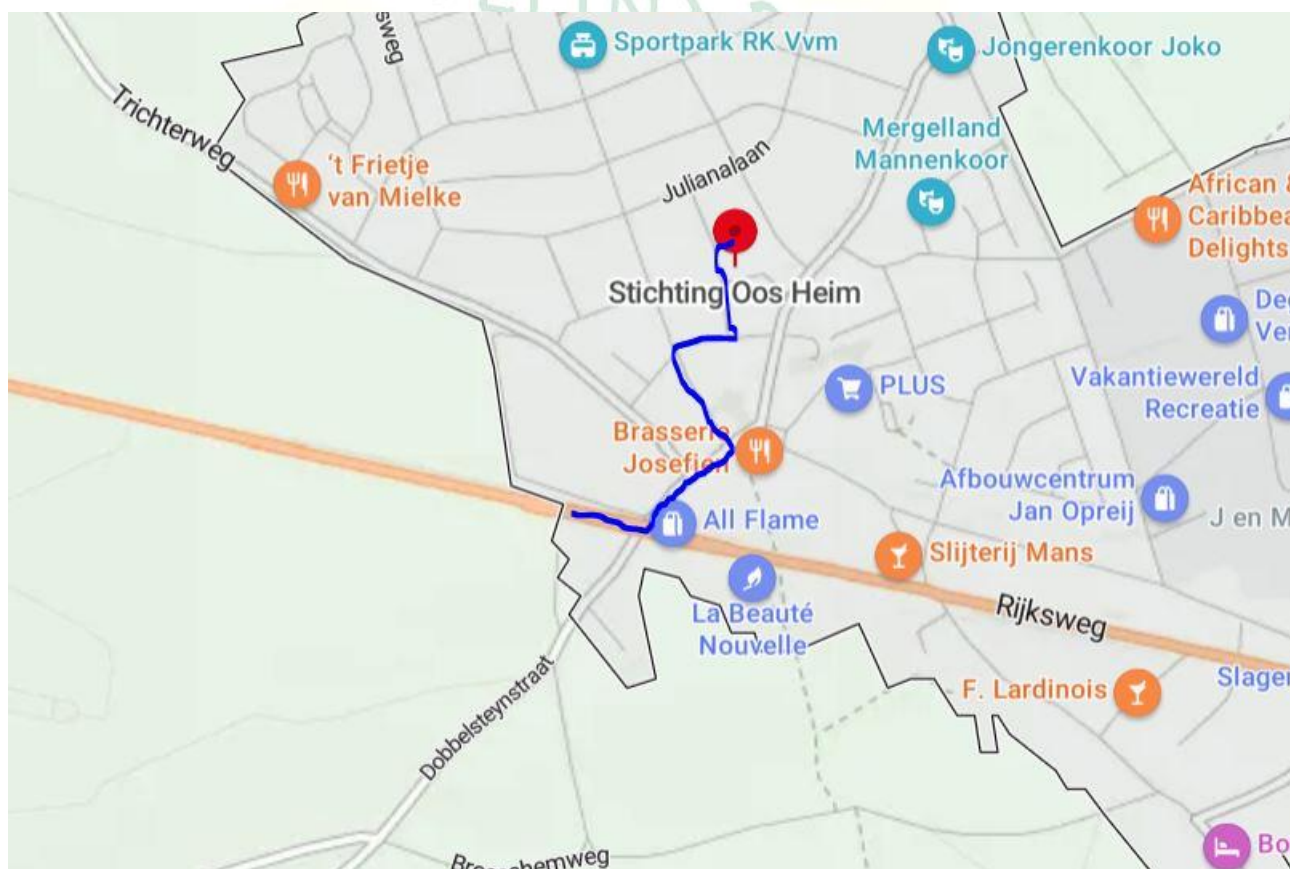 Sportpark RK Vvm
Jongerenkoor Joko
Trichterweg
't Frietje
van Mielke
Julianalaan
Mergelland
Mannenkoor
African &
Caribbea
Delights
Stichting Oos Heim
PLUS
Vakantiewereld
Recreatie
Brasserie
Josefien
All Flame
Afbouwcentrum
Jan Opreij
J en M
Slijterij Mans
La Beauté
Nouvelle
Rijksweg
F. Lardinois
Slager
Dobbelsteynstraat
Bo